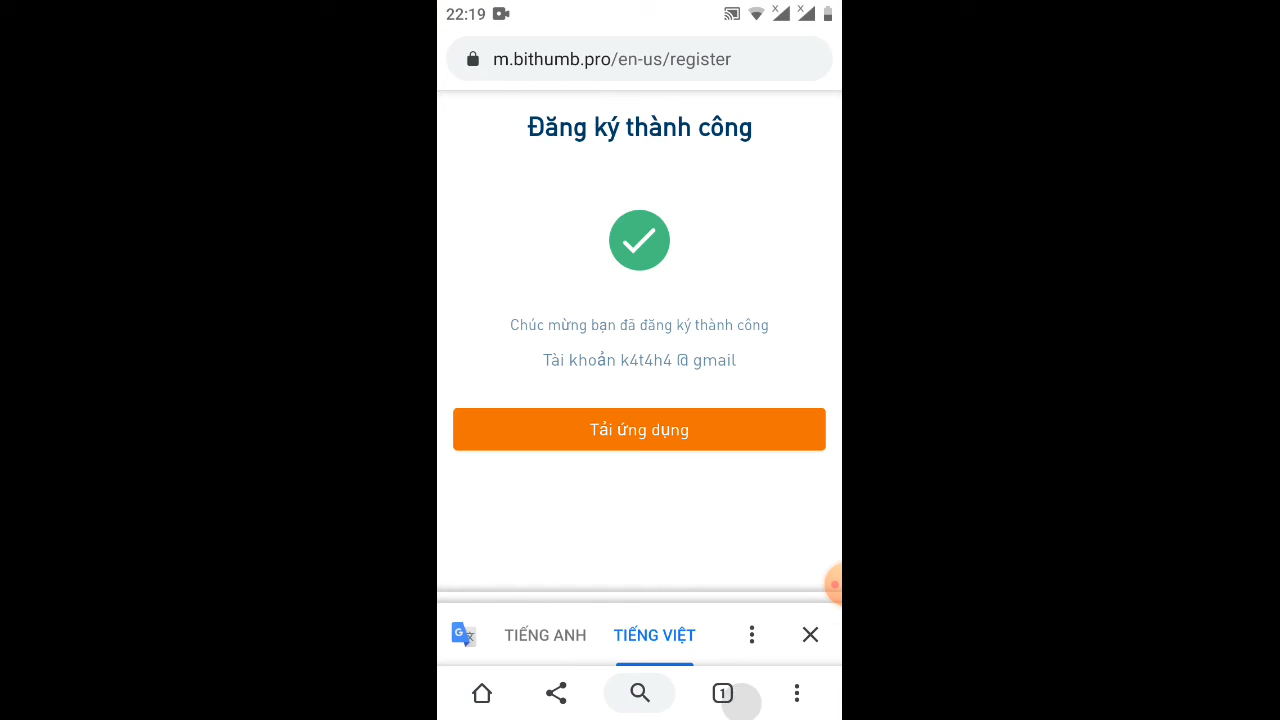 22:19
m.bithumb.pro/en-us/register
Đăng ký thành công
Chúc mừng bạn đã đăng ký thành công
Tài khoản k4t4h4 @ gmail
Tải ứng dụng
TIẾNG ANH TIẾNG VIỆT
1